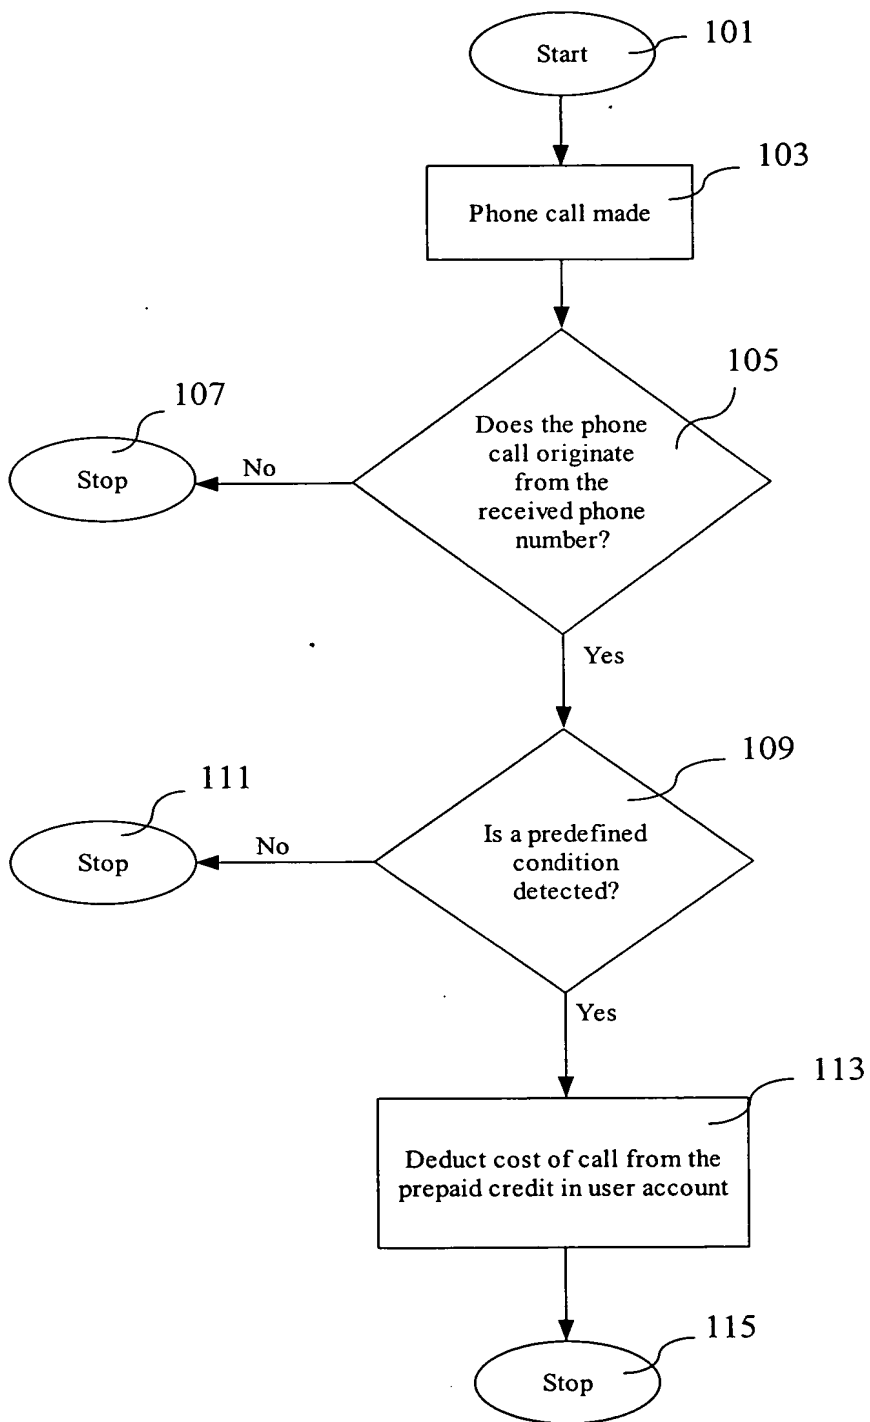 Start
101
103
Phone call made
105
Does the phone
call originate
from the
received phone
number?
107
Stop
No
Yes
109
Is a predefined
condition
detected?
111
Stop
No
Yes
113
Deduct cost of call from the
prepaid credit in user account
115
Stop